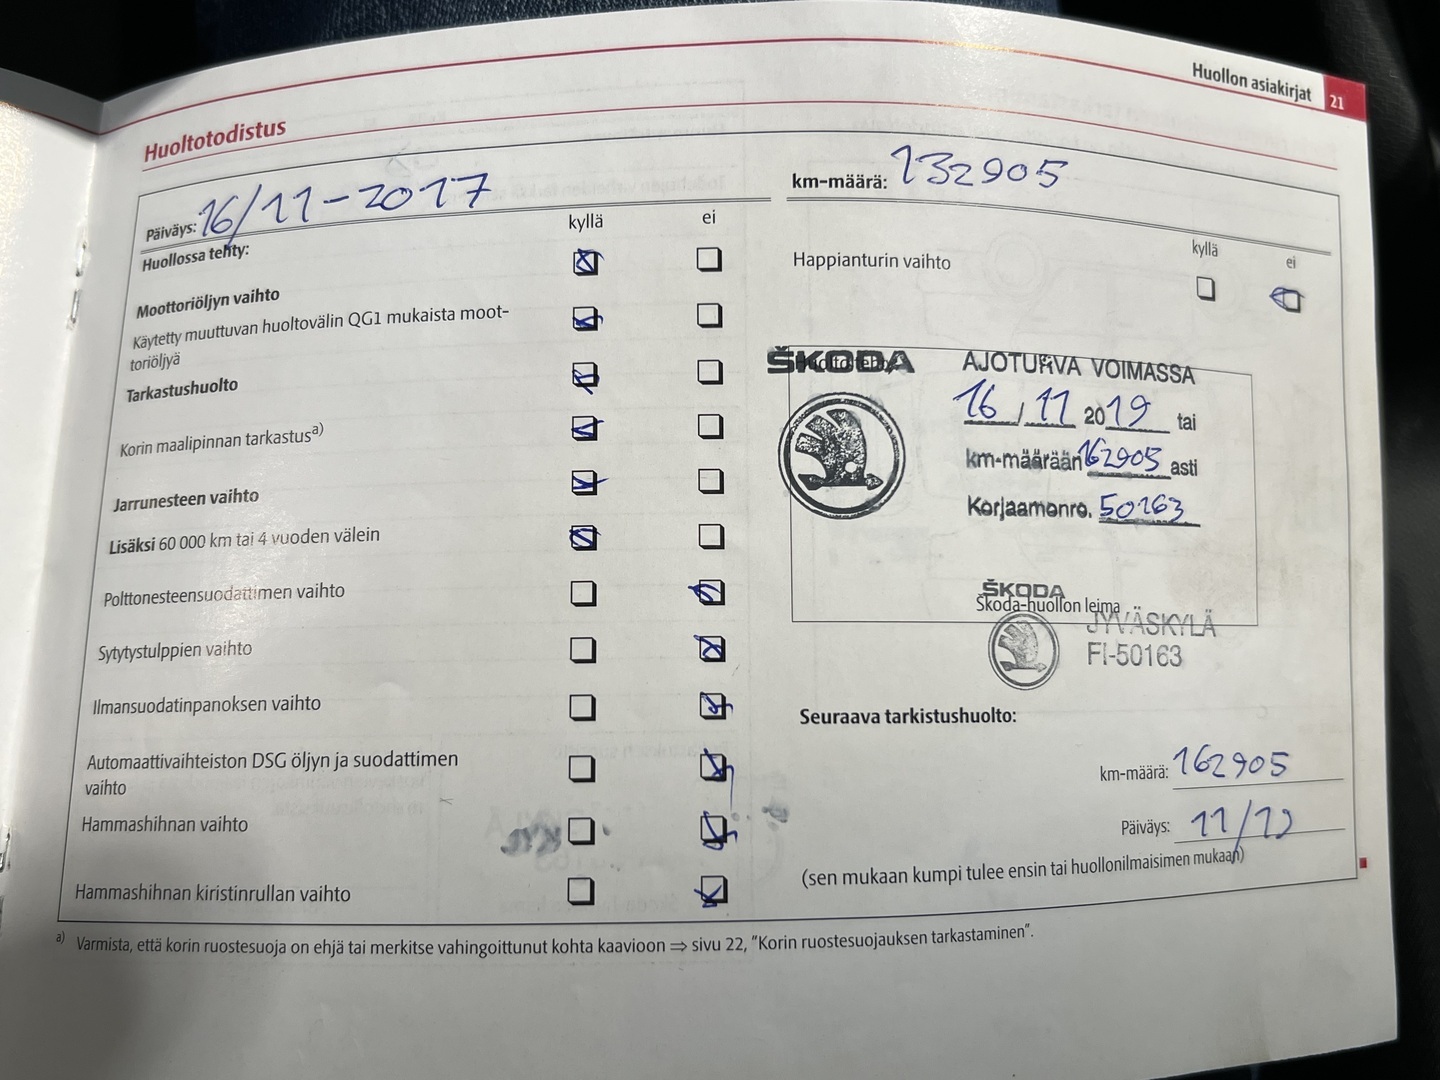 Huollon asiakirjat 21
Huoltotodistus
Päiväys: 16/11-2017
kyllä ei
Huollossa tehty:
Moottoriöljyn vaihto
Käytetty muuttuvan huoltovälin QG1 mukaista moot-
toriöljyä
Tarkastushuolto
Korin maalipinnan tarkastus a)
Jarrunesteen vaihto
Lisäksi 60 000 km tai 4 vuoden välein
Polttonesteensuodattimen vaihto
Sytytystulppien vaihto
Ilmansuodatinpanoksen vaihto
Automaattivaihteiston DSG öljyn ja suodattimen
vaihto
Hammashihnan vaihto
Hammashihnan kiristinrullan vaihto
km-määrä: 132905
kyllä ei
Happianturin vaihto
ŠKODA
AJOTURVA VOIMASSA
16/11 2019 tai
km-määrään 162905 asti
Korjaamonro. 50163
ŠKODA
Škoda-huollon leima
JYVÄSKYLÄ
FI-50163
Seuraava tarkistushuolto:
km-määrä: 162905
Päiväys: 11/
(sen mukaan kumpi tulee ensin tai huollonilmaisimen mukaan)
a) Varmista, että korin ruostesuoja on ehjä tai merkitse vahingoittunut kohta kaavioon ⇒ sivu 22, "Korin ruostesuojauksen tarkastaminen".